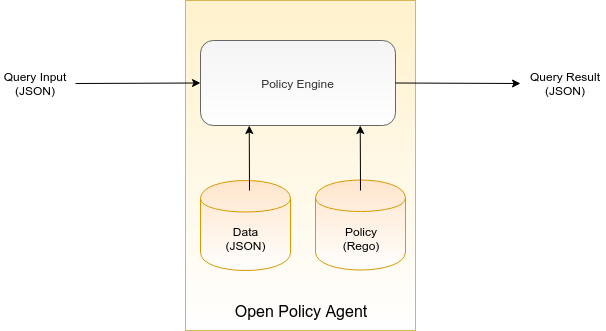 Query Input
(JSON)
Policy Engine
Query Result
(JSON)
Data
(JSON)
Policy
(Rego)
Open Policy Agent